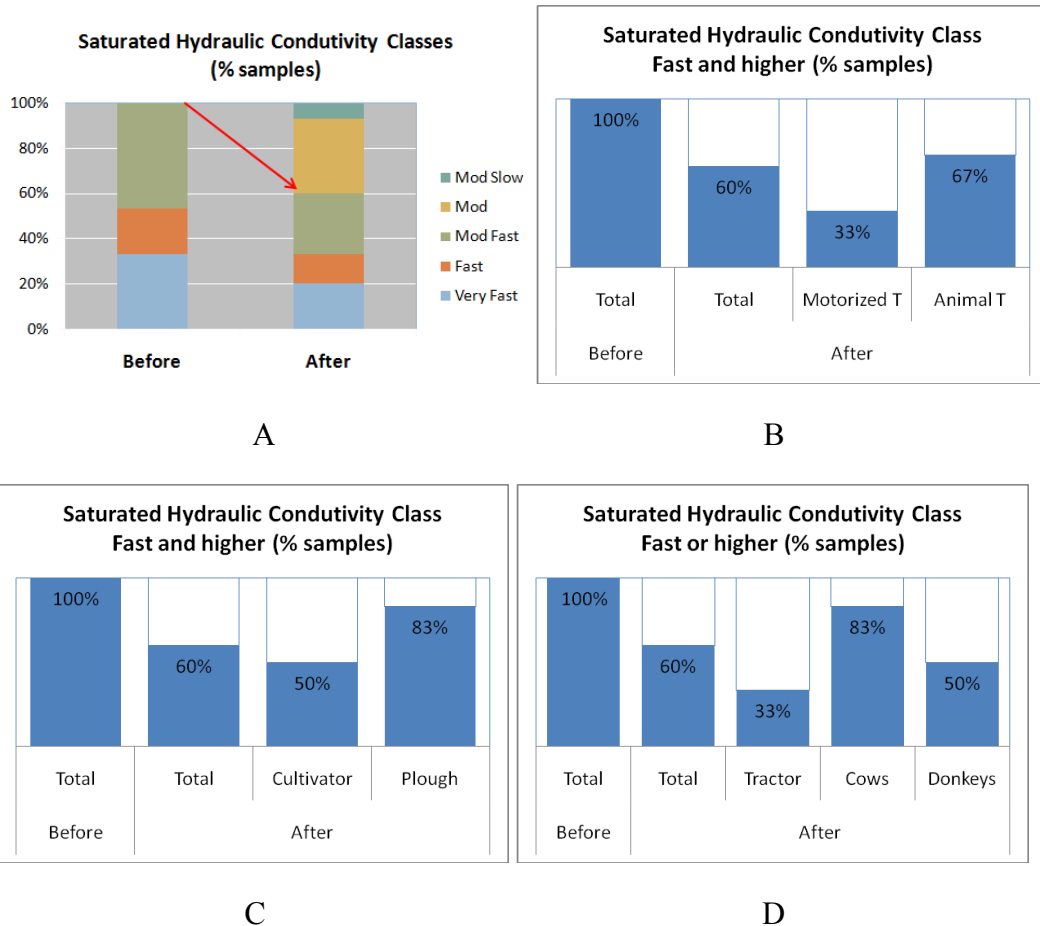 Saturated Hydraulic Condutivity Classes
(% samples)
100%
80%
60%
40%
20%
0%
Before
After
Mod Slow
Mod
Mod Fast
Fast
Very Fast
A
Saturated Hydraulic Condutivity Class
Fast and higher (% samples)
100%
60%
33%
67%
Total
Total
Motorized T
Animal T
Before
After
B
Saturated Hydraulic Condutivity Class
Fast and higher (% samples)
100%
60%
50%
83%
Total
Total
Cultivator
Plough
Before
After
C
Saturated Hydraulic Condutivity Class
Fast or higher (% samples)
100%
60%
33%
83%
50%
Total
Total
Tractor
Cows
Donkeys
Before
After
D